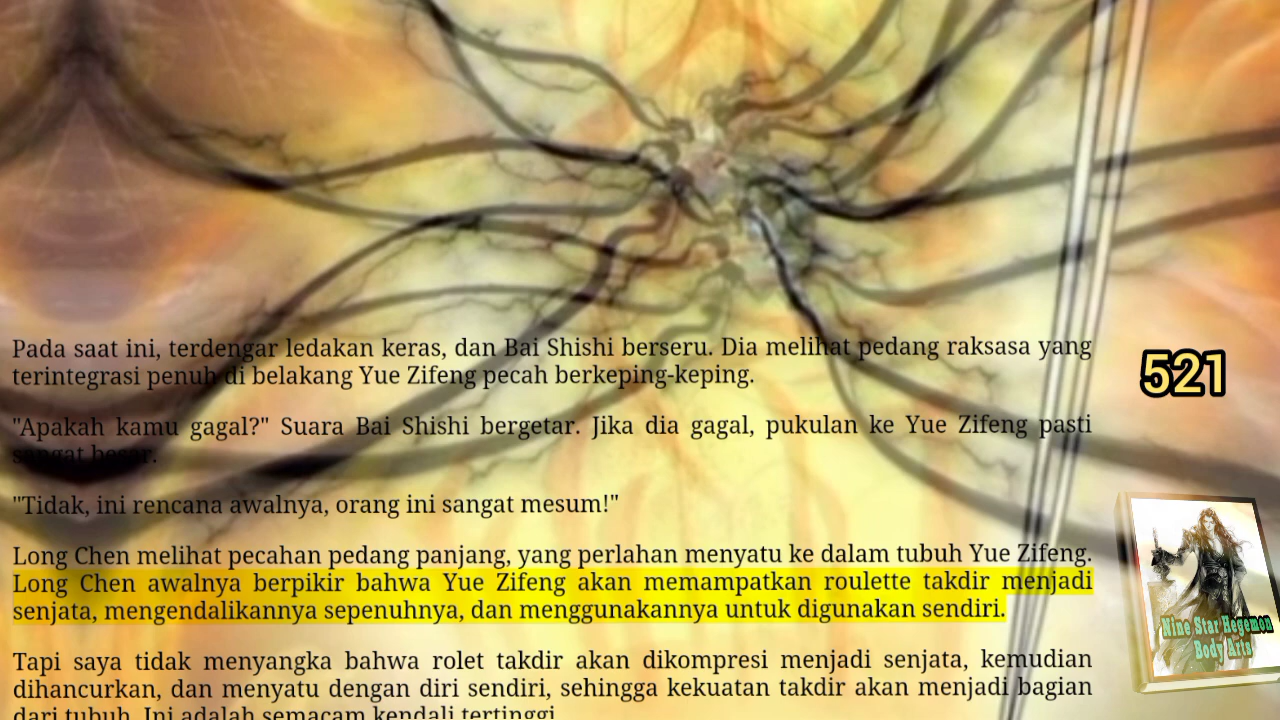 Pada saat ini, terdengar ledakan keras, dan Bai Shishi berseru. Dia melihat pedang raksasa yang
terintegrasi penuh di belakang Yue Zifeng pecah berkeping-keping.
"Apakah kamu gagal?" Suara Bai Shishi bergetar. Jika dia gagal, pukulan ke Yue Zifeng pasti
sangat besar.
"Tidak, ini rencana awalnya, orang ini sangat mesum!"
Long Chen melihat pecahan pedang panjang, yang perlahan menyatu ke dalam tubuh Yue Zifeng.
Long Chen awalnya berpikir bahwa Yue Zifeng akan memampatkan roulette takdir menjadi
senjata, mengendalikannya sepenuhnya, dan menggunakannya untuk digunakan sendiri.
Tapi saya tidak menyangka bahwa rolet takdir akan dikompresi menjadi senjata, kemudian
dihancurkan, dan menyatu dengan diri sendiri, sehingga kekuatan takdir akan menjadi bagian
dari tubuh. Ini adalah semacam kendali tertinggi.
521
Nine Star Hegemon
Body Arts